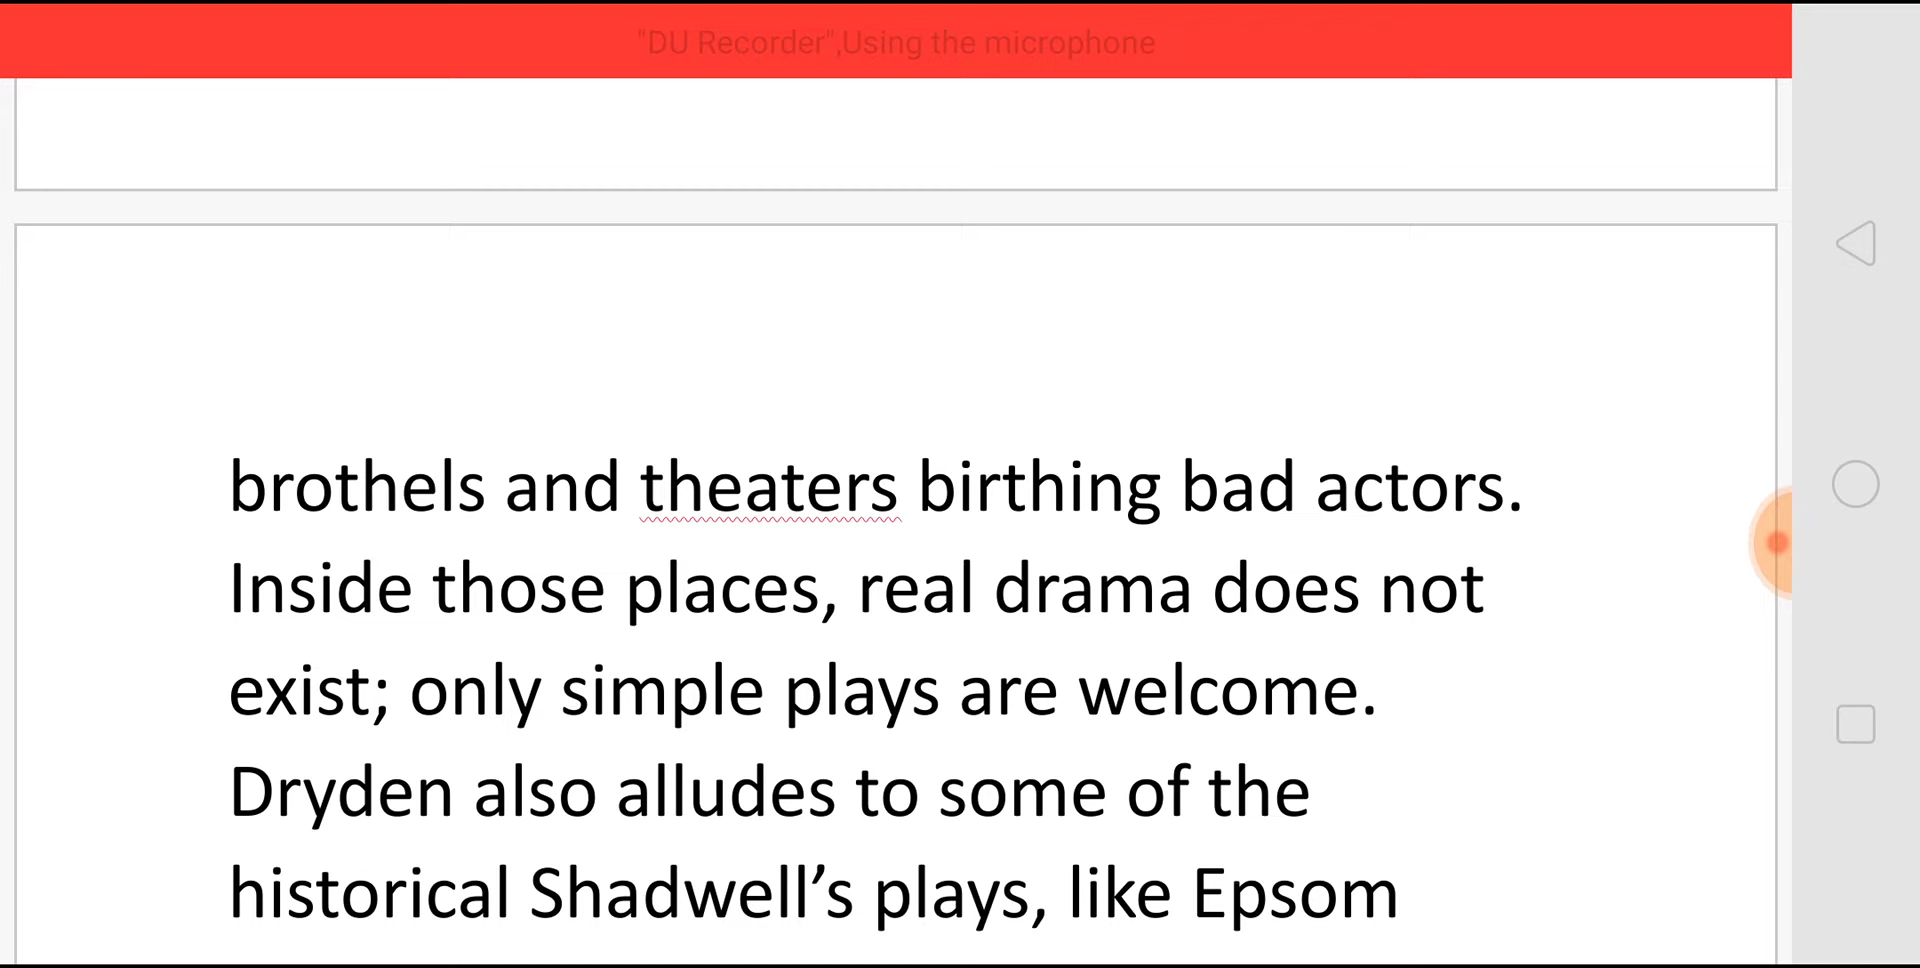 "DU Recorder",Using the microphone
brothels and theaters birthing bad actors.
Inside those places, real drama does not
exist; only simple plays are welcome.
Dryden also alludes to some of the
historical Shadwell’s plays, like Epsom